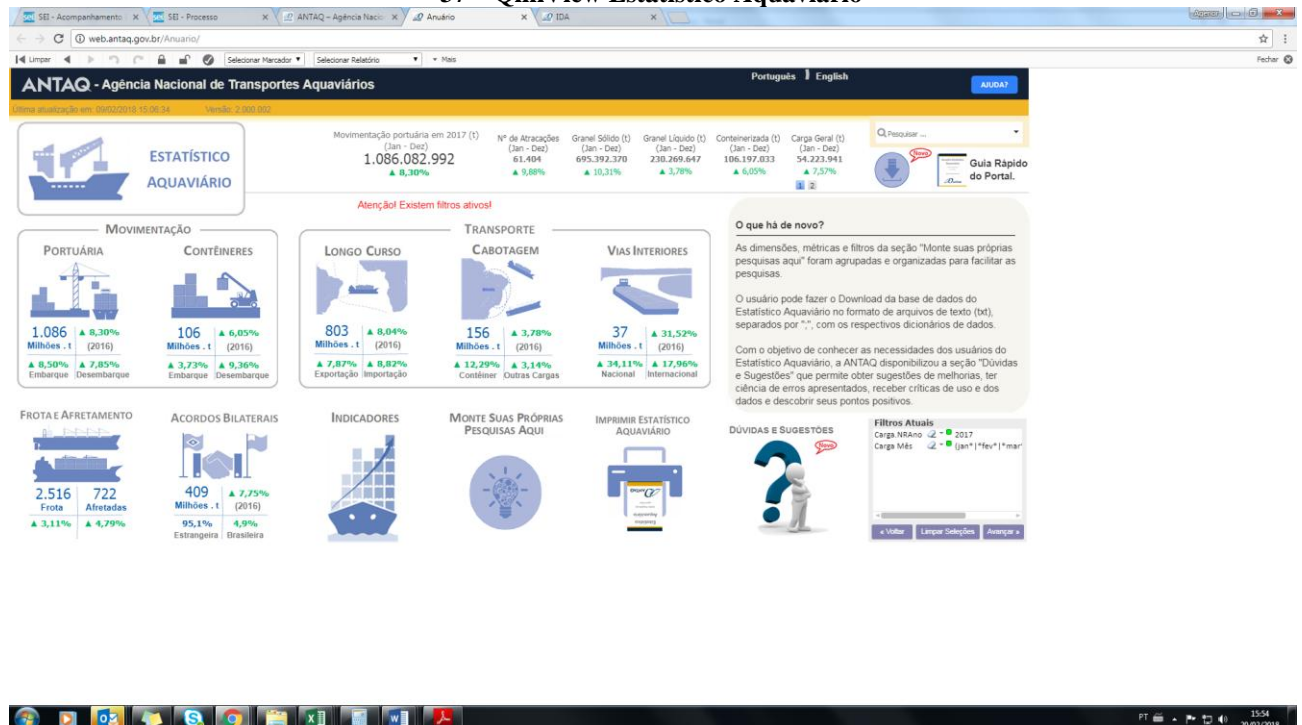 37 – QlikView Estatístico Aquaviário
SEI - Acompanhamento
SEI - Processo
ANTAQ – Agência Nacio
Anuário
IDA
web.antaq.gov.br/Anuario/
Limpar
Selecionar Marcador
Selecionar Relatório
Mais
Fechar
ANTAQ - Agência Nacional de Transportes Aquaviários
Português | English
AJUDA?
Última atualização em: 09/02/2018 15:06:34 Versão: 2.000.002
ESTATÍSTICO
AQUAVIÁRIO
Movimentação portuária em 2017 (t)
(Jan - Dez)
1.086.082.992
▲ 8,30%
Nº de Atracações
(Jan - Dez)
61.404
▲ 9,88%
Granel Sólido (t)
(Jan - Dez)
695.392.370
▲ 10,31%
Granel Líquido (t)
(Jan - Dez)
230.269.647
▲ 3,78%
Conteinerizada (t)
(Jan - Dez)
106.197.033
▲ 6,05%
Carga Geral (t)
(Jan - Dez)
54.223.941
▲ 7,57%
1 2
Pesquisar ...
Novo
Guia Rápido
do Portal.
Atenção! Existem filtros ativos!
MOVIMENTAÇÃO
PORTUÁRIA
1.086
Milhões . t
▲ 8,30%
(2016)
▲ 8,50%
Embarque
▲ 7,85%
Desembarque
CONTÊINERES
106
Milhões . t
▲ 6,05%
(2016)
▲ 3,73%
Embarque
▲ 9,36%
Desembarque
TRANSPORTE
LONGO CURSO
803
Milhões . t
▲ 8,04%
(2016)
▲ 7,87%
Exportação
▲ 8,82%
Importação
CABOTAGEM
156
Milhões . t
▲ 3,78%
(2016)
▲ 12,29%
Contêiner
▲ 3,14%
Outras Cargas
VIAS INTERIORES
37
Milhões . t
▲ 31,52%
(2016)
▲ 34,11%
Nacional
▲ 17,96%
Internacional
O que há de novo?
As dimensões, métricas e filtros da seção "Monte suas próprias
pesquisas aqui" foram agrupadas e organizadas para facilitar as
pesquisas.
O usuário pode fazer o Download da base de dados do
Estatístico Aquaviário no formato de arquivos de texto (txt),
separados por ";", com os respectivos dicionários de dados.
Com o objetivo de conhecer as necessidades dos usuários do
Estatístico Aquaviário, a ANTAQ disponibilizou a seção "Dúvidas
e Sugestões" que permite obter sugestões de melhorias, ter
ciência de erros apresentados, receber críticas de uso e dos
dados e descobrir seus pontos positivos.
FROTA E AFRETAMENTO
2.516
Frota
722
Afretadas
▲ 3,11%
▲ 4,79%
ACORDOS BILATERAIS
409
Milhões . t
▲ 7,75%
(2016)
95,1%
Estrangeira
4,9%
Brasileira
INDICADORES
MONTE SUAS PRÓPRIAS
PESQUISAS AQUI
IMPRIMIR ESTATÍSTICO
AQUAVIÁRIO
DÚVIDAS E SUGESTÕES
Novo
Filtros Atuais
Carga.NRAno 2017
Carga Mês (jan*|*fev*|*mar*
« Voltar
Limpar Seleções
Avançar »
PT
15:54
20/02/2018